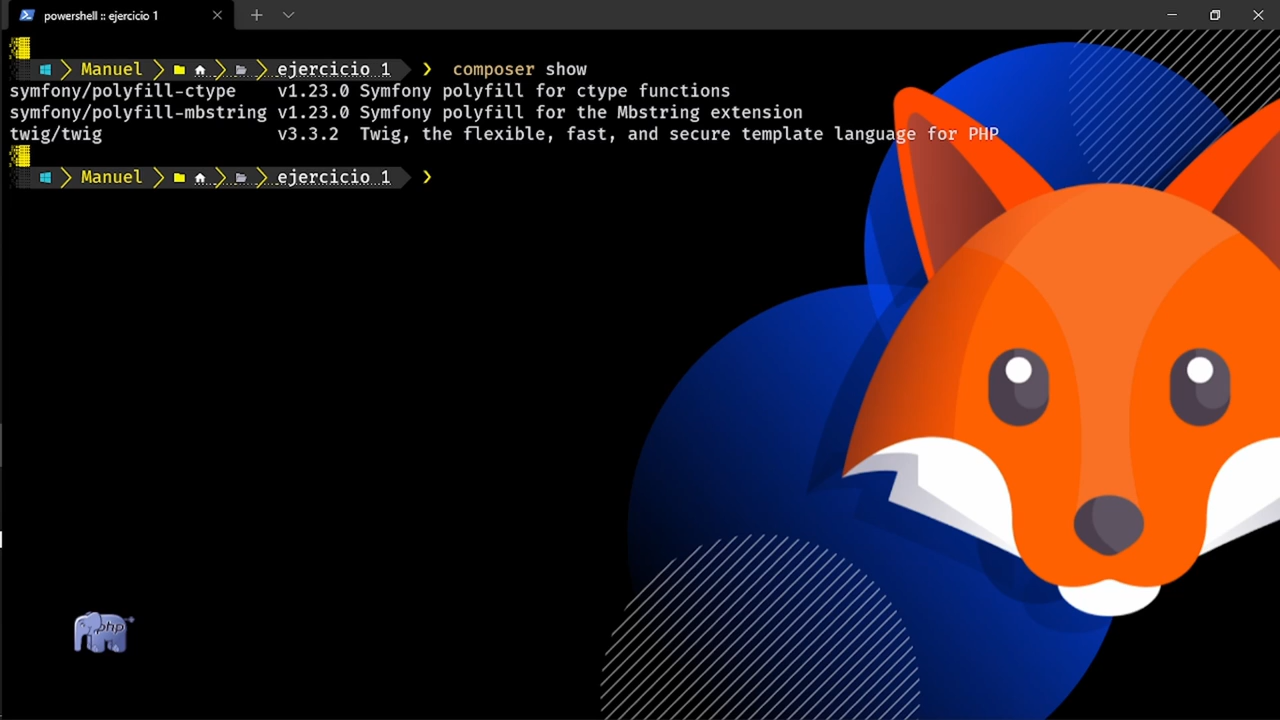 powershell :: ejercicio 1
Manuel ejercicio 1 ❯ composer show
symfony/polyfill-ctype v1.23.0 Symfony polyfill for ctype functions
symfony/polyfill-mbstring v1.23.0 Symfony polyfill for the Mbstring extension
twig/twig v3.3.2 Twig, the flexible, fast, and secure template language for PHP
Manuel ejercicio 1 ❯
php